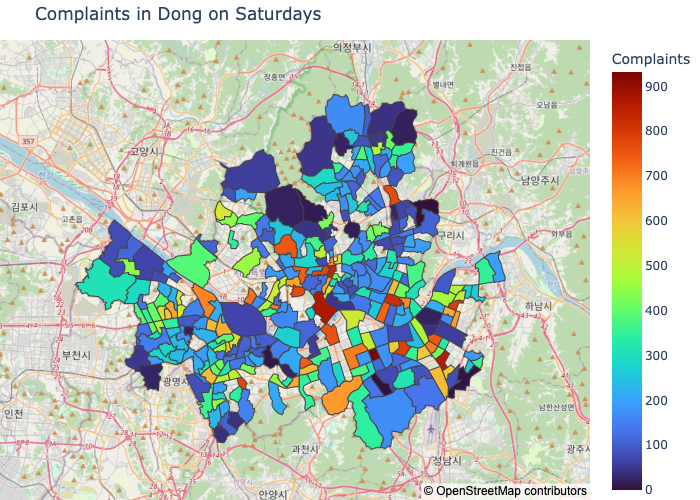 Complaints in Dong on Saturdays
Complaints
900
800
700
600
500
400
300
200
100
0
의정부시
장흥면
진접읍
별내면
오남읍
357
고양시
진건읍
퇴계원읍
한강
남양주시
김포시
고촌읍
와부읍
구리시
하남시
부천시
광명시
인천
남한산성면
과천시
성남시
광주시
안양시
© OpenStreetMap contributors